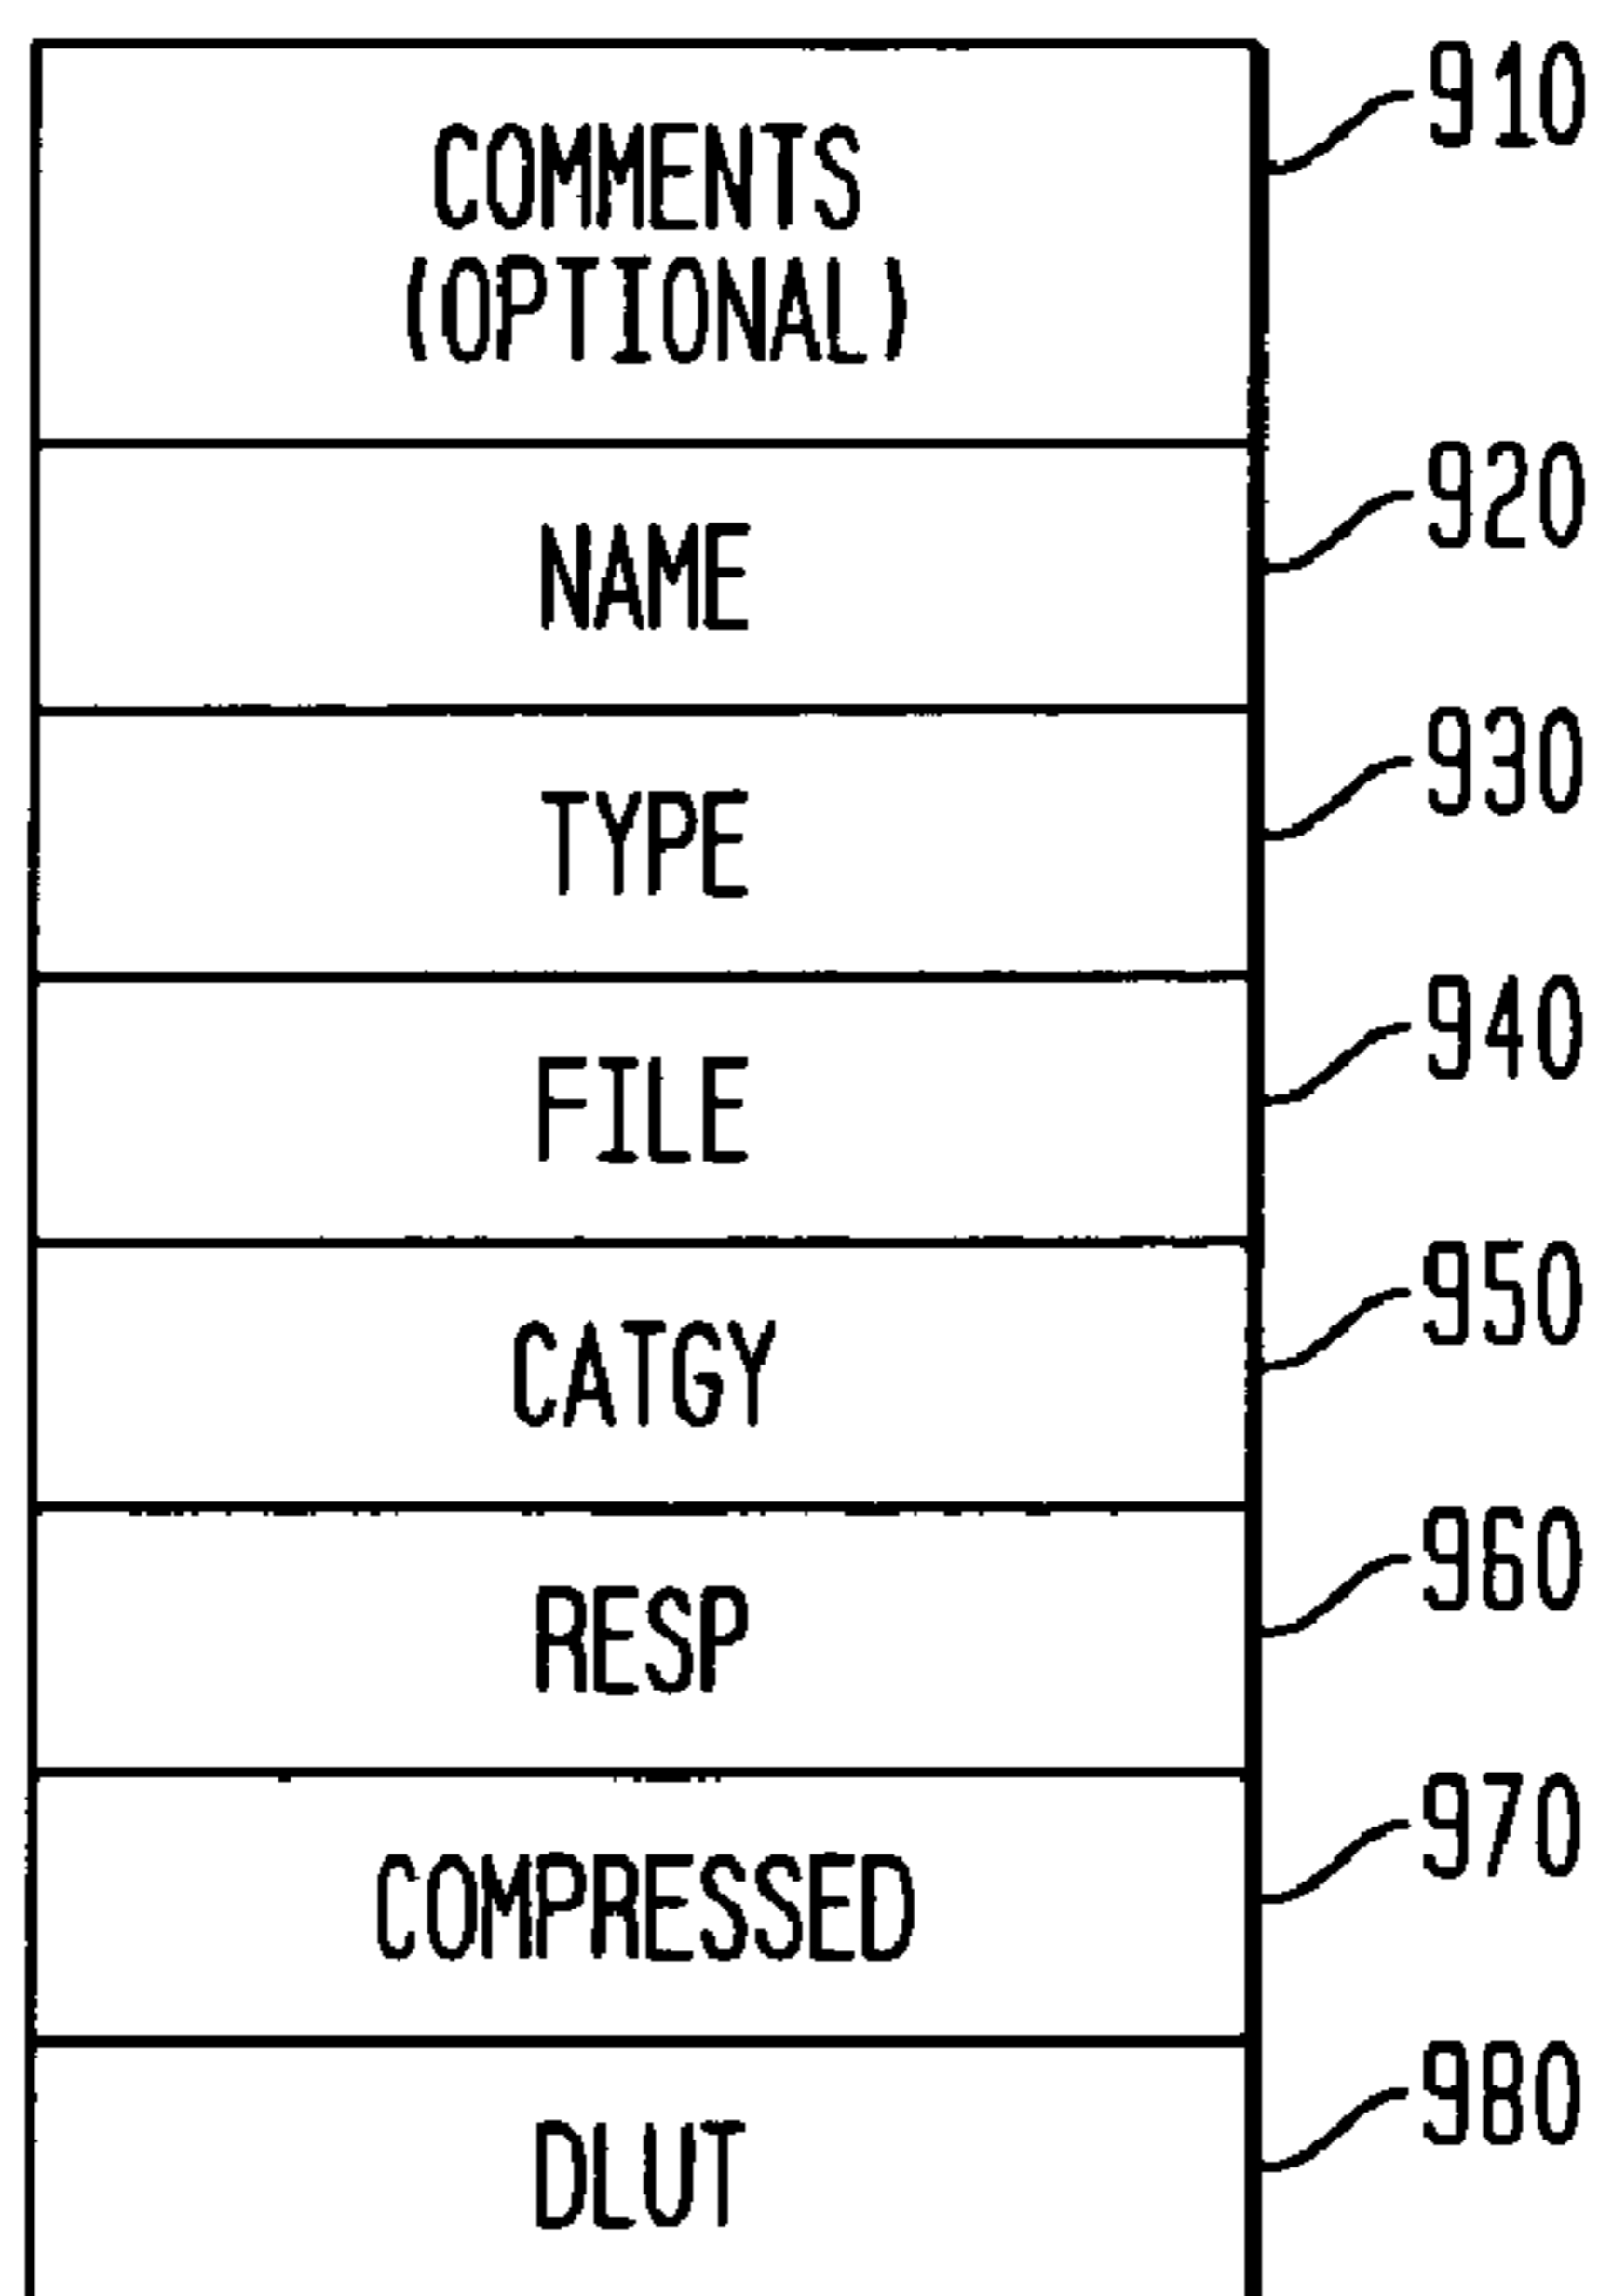 COMMENTS 910
(OPTIONAL)
NAME 920
TYPE 930
FILE 940
CATGY 950
RESP 960
COMPRESSED 970
DLUT 980